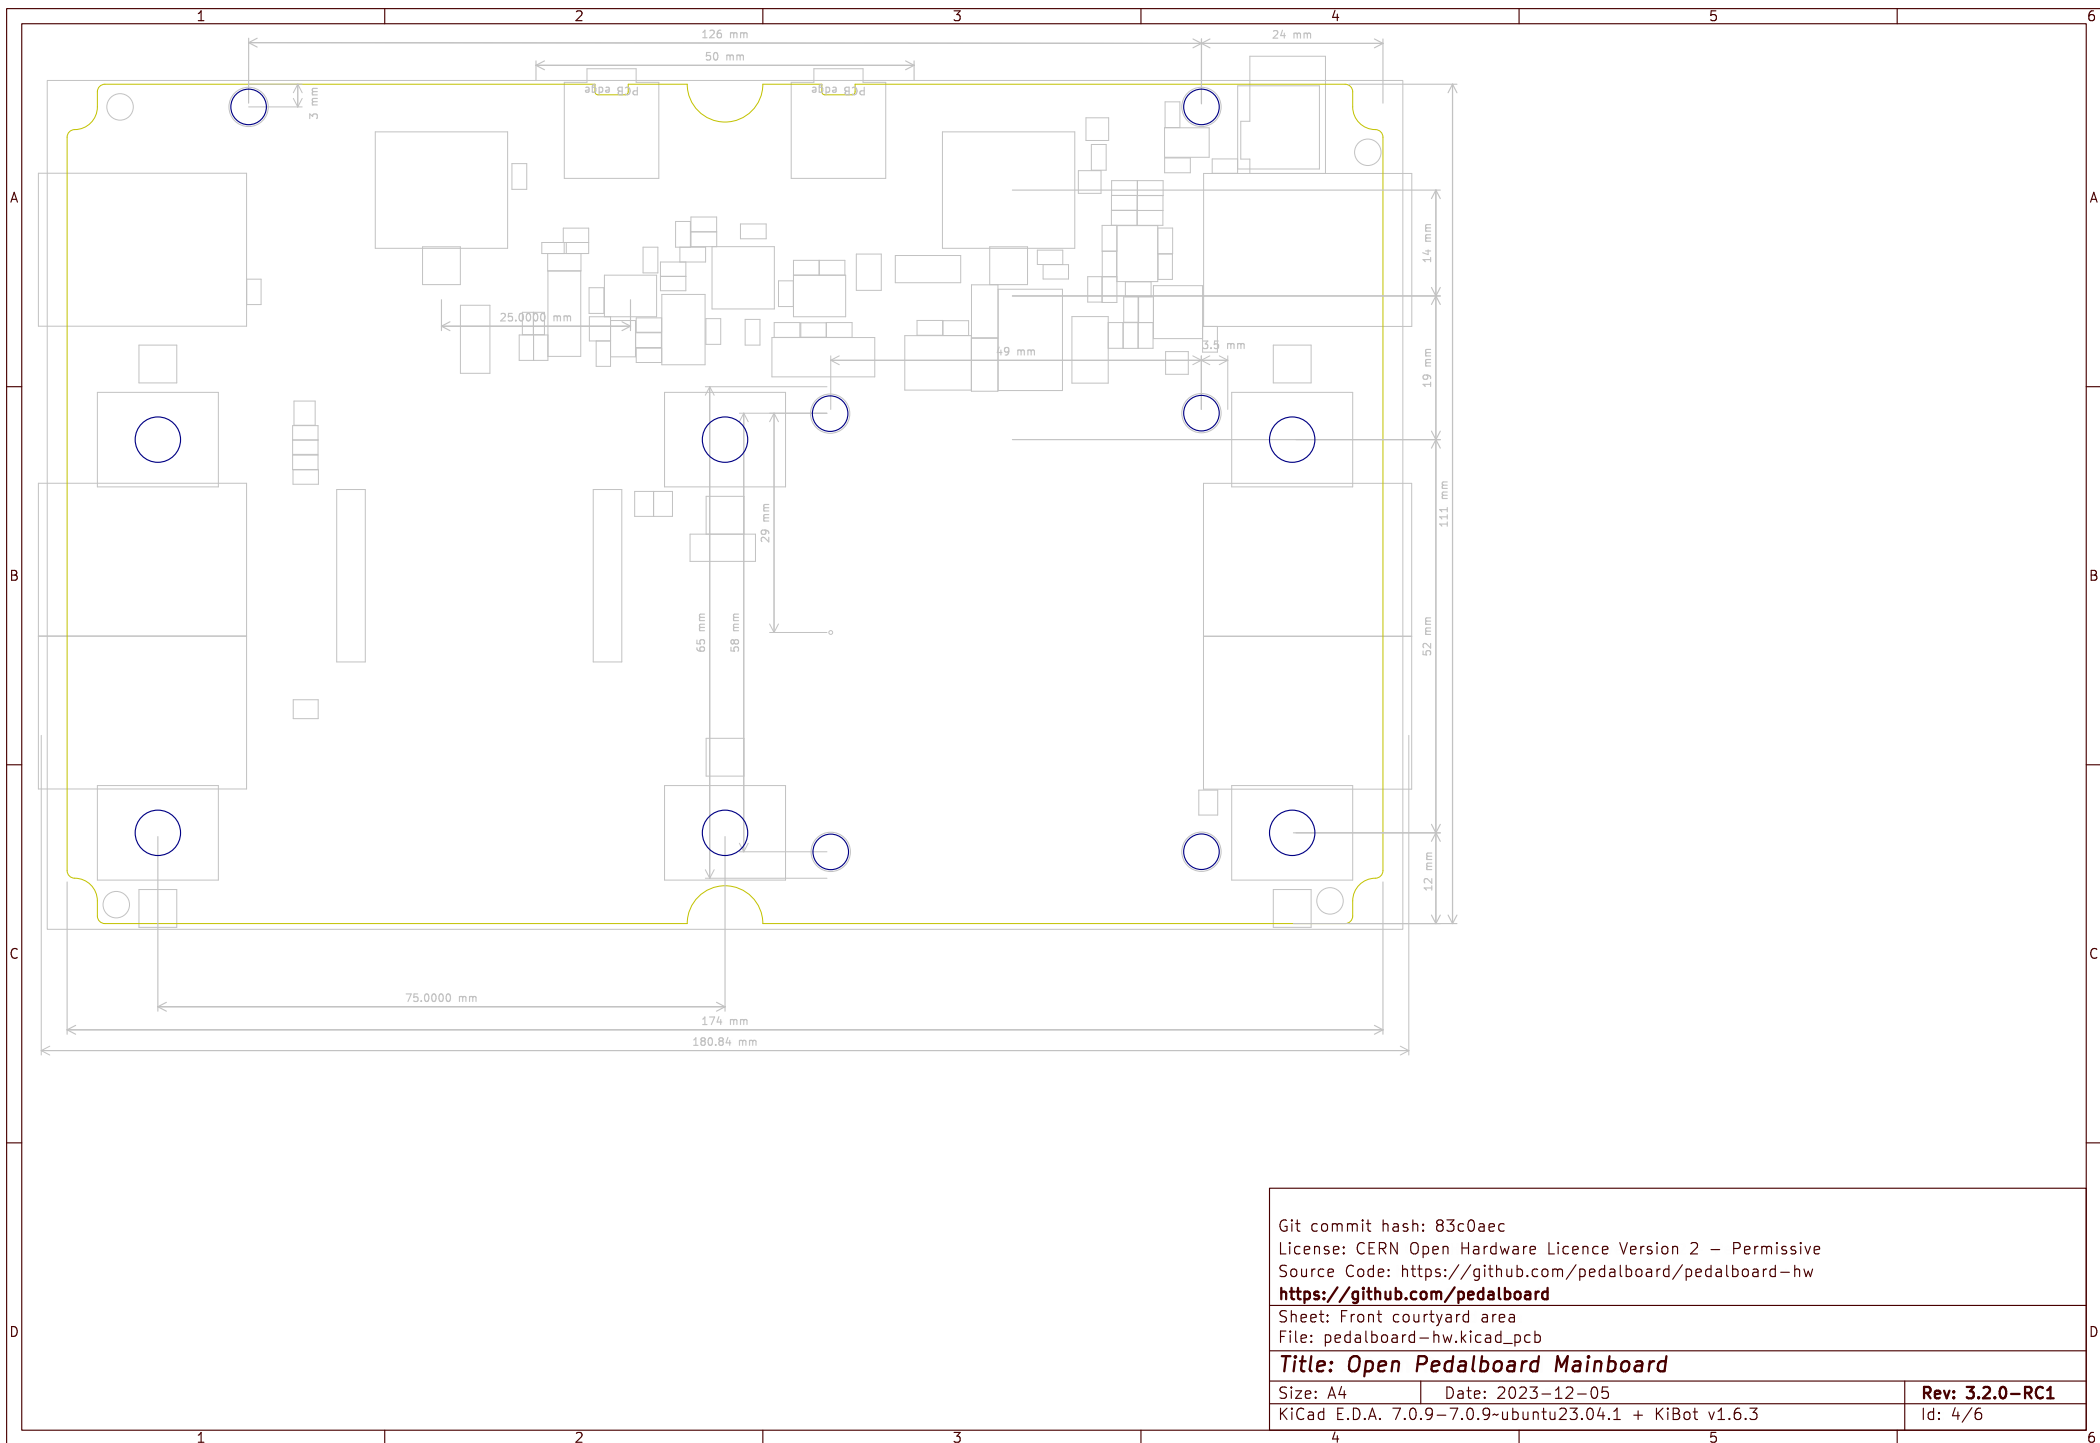 1 2 3 4 5 6
126 mm
24 mm
50 mm
PCB edge PCB edge
3 mm
A A
14 mm
25.0000 mm
3.5 mm
49 mm
19 mm
111 mm
29 mm
B B
65 mm
58 mm
52 mm
12 mm
C C
75.0000 mm
174 mm
180.84 mm
Git commit hash: 83c0aec
License: CERN Open Hardware Licence Version 2 - Permissive
Source Code: https://github.com/pedalboard/pedalboard-hw
https://github.com/pedalboard
Sheet: Front courtyard area
D D
File: pedalboard-hw.kicad_pcb
Title: Open Pedalboard Mainboard
Size: A4 Date: 2023-12-05 Rev: 3.2.0-RC1
KiCad E.D.A. 7.0.9-7.0.9~ubuntu23.04.1 + KiBot v1.6.3 Id: 4/6
1 2 3 4 5 6